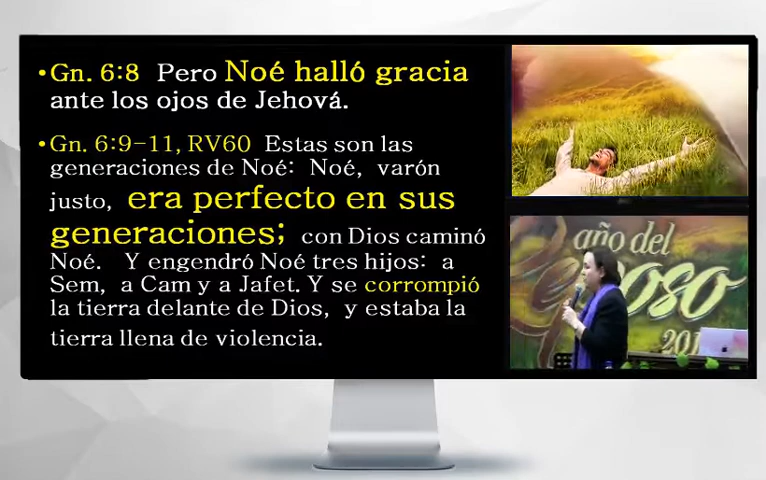 •Gn. 6:8 Pero Noé halló gracia
ante los ojos de Jehová.
•Gn. 6:9-11, RV60 Estas son las
generaciones de Noé: Noé, varón
justo, era perfecto en sus
generaciones; con Dios caminó
Noé. Y engendró Noé tres hijos: a
Sem, a Cam y a Jafet. Y se corrompió
la tierra delante de Dios, y estaba la
tierra llena de violencia.
año del